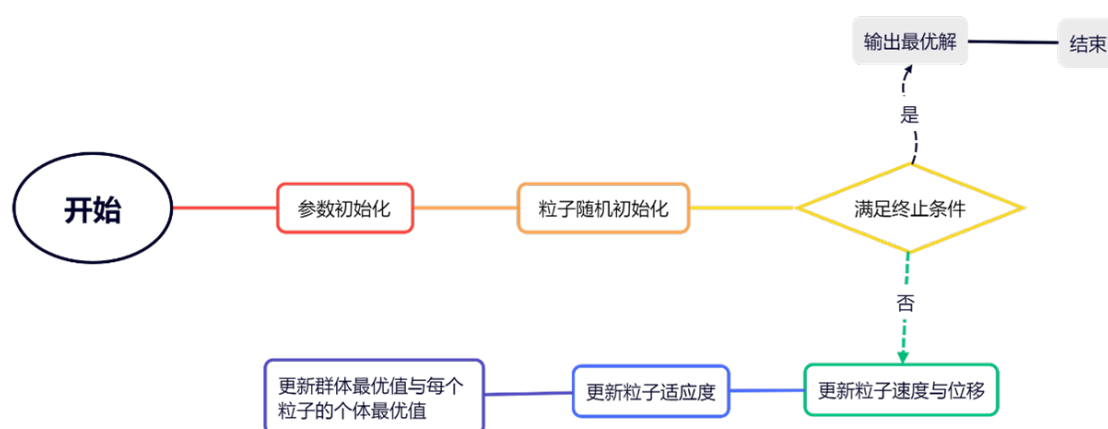 输出最优解
结束
是
开始
参数初始化
粒子随机初始化
满足终止条件
否
更新群体最优值与每个
粒子的个体最优值
更新粒子适应度
更新粒子速度与位移